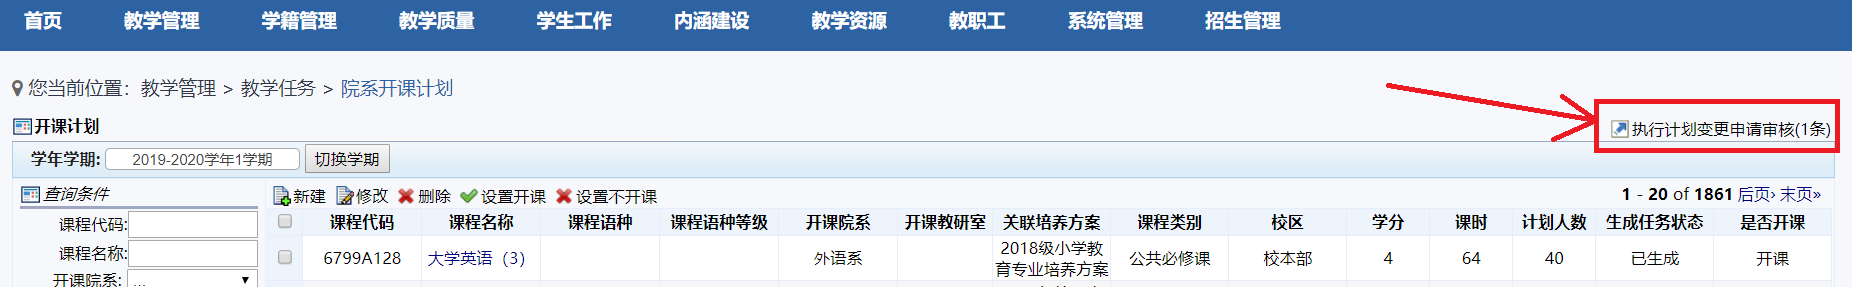 首页 教学管理 学籍管理 教学质量 学生工作 内涵建设 教学资源 教职工 系统管理 招生管理
您当前位置：教学管理 > 教学任务 > 院系开课计划
开课计划 执行计划变更申请审核(1条)
学年学期: 2019-2020学年1学期 切换学期
查询条件 新建 修改 删除 设置开课 设置不开课 1 - 20 of 1861 后页› 末页»
课程代码: 课程代码 课程名称 课程语种 课程语种等级 开课院系 开课教研室 关联培养方案 课程类别 校区 学分 课时 计划人数 生成任务状态 是否开课
课程名称: 6799A128 大学英语（3） 外语系 2018级小学教育专业培养方案 公共必修课 校本部 4 64 40 已生成 开课
开课院系: ...